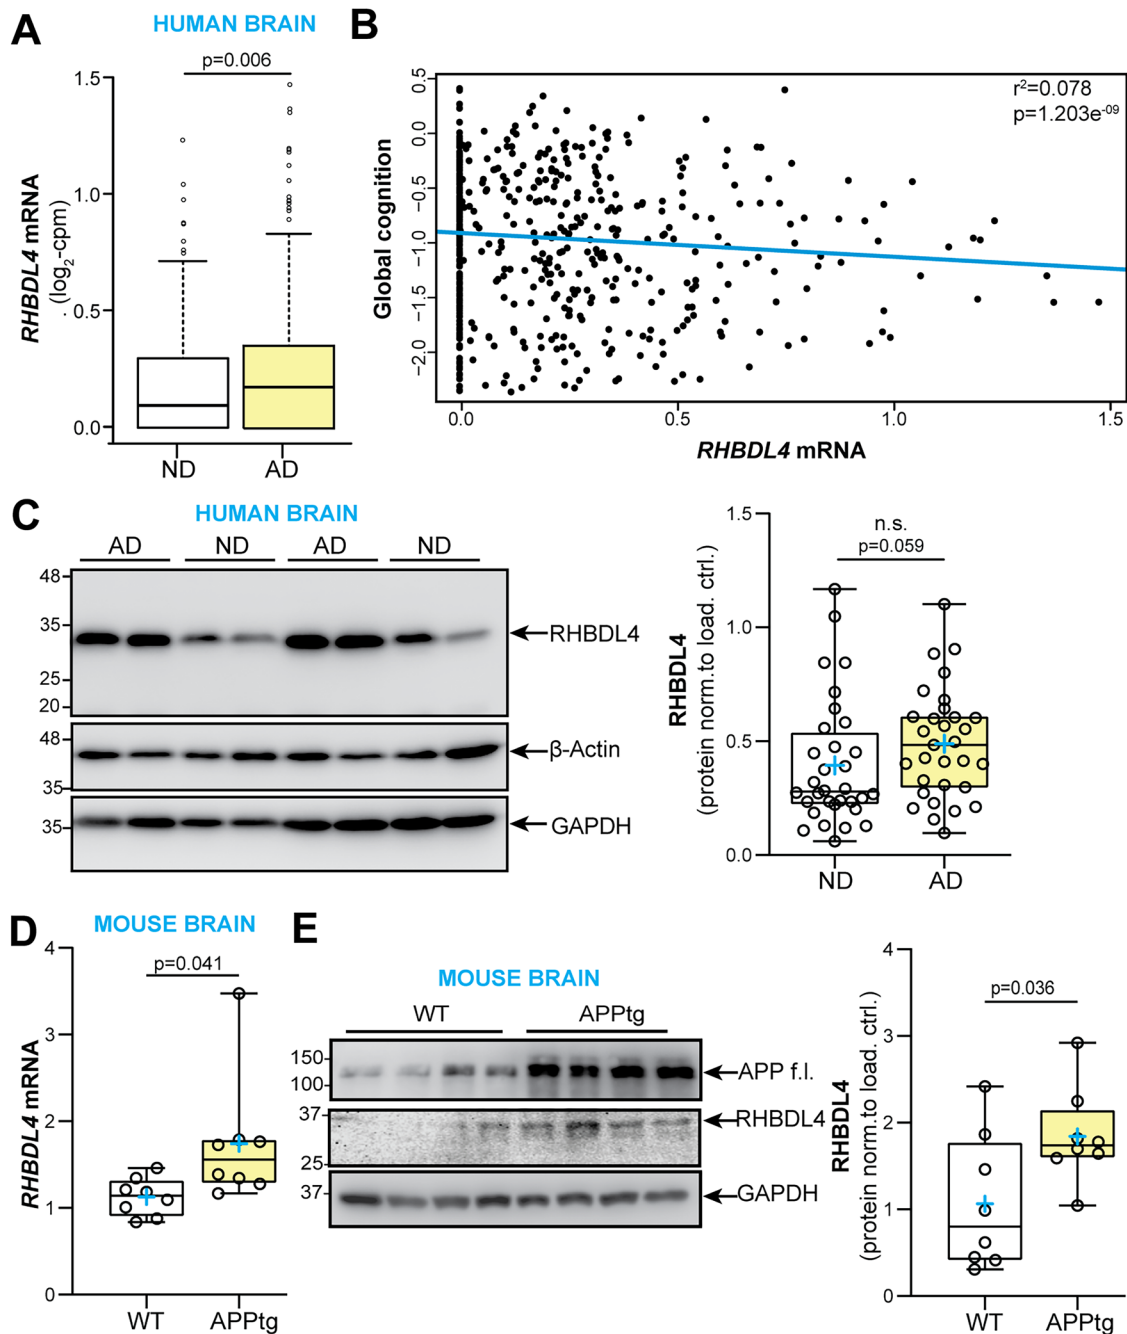 A
HUMAN BRAIN
p=0.006
RHBDL4 mRNA
(log2-cpm)
1.5
1.0
0.5
0.0
ND
AD
B
r²=0.078
p=1.203e⁻⁰⁹
Global cognition
0.5
0.0
−0.5
−1.0
−1.5
−2.0
0.0
0.5
1.0
1.5
RHBDL4 mRNA
C
HUMAN BRAIN
AD
ND
AD
ND
48
35
25
20
RHBDL4
48
35
β-Actin
35
GAPDH
RHBDL4
(protein norm.to load. ctrl.)
1.5
1.0
0.5
0.0
n.s.
p=0.059
ND
AD
D
MOUSE BRAIN
p=0.041
RHBDL4 mRNA
4
3
2
1
0
WT
APPtg
E
MOUSE BRAIN
WT
APPtg
150
100
APP f.l.
37
25
RHBDL4
37
GAPDH
RHBDL4
(protein norm.to load. ctrl.)
4
3
2
1
0
p=0.036
WT
APPtg